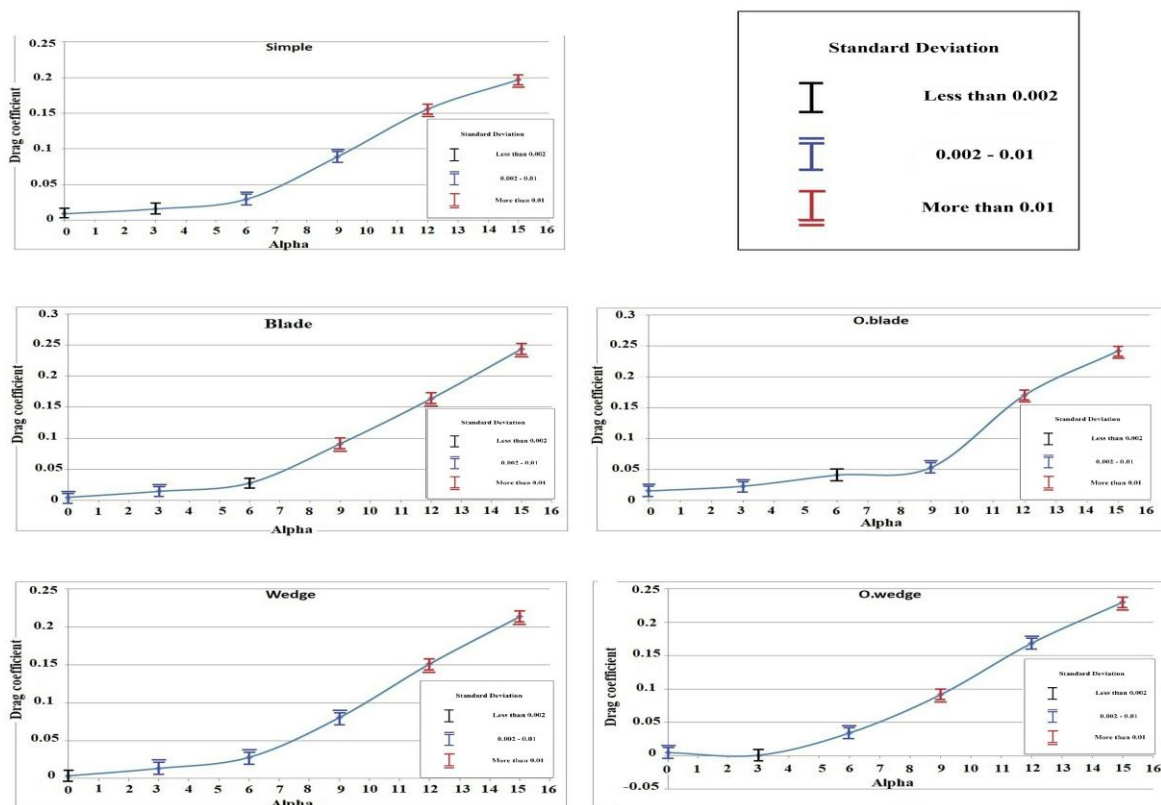 Simple
Drag coefficient
0.25
0.2
0.15
0.1
0.05
0
0 1 2 3 4 5 6 7 8 9 10 11 12 13 14 15 16
Alpha
Standard Deviation
Less than 0.002
0.002 - 0.01
More than 0.01
Standard Deviation
Less than 0.002
0.002 - 0.01
More than 0.01
Blade
Drag coefficient
0.3
0.25
0.2
0.15
0.1
0.05
0
0 1 2 3 4 5 6 7 8 9 10 11 12 13 14 15 16
Alpha
Standard Deviation
Less than 0.002
0.002 - 0.01
More than 0.01
O.blade
Drag coefficient
0.3
0.25
0.2
0.15
0.1
0.05
0
0 1 2 3 4 5 6 7 8 9 10 11 12 13 14 15 16
Alpha
Standard Deviation
Less than 0.002
0.002 - 0.01
More than 0.01
Wedge
Drag coefficient
0.25
0.2
0.15
0.1
0.05
0
0 1 2 3 4 5 6 7 8 9 10 11 12 13 14 15 16
Alpha
Standard Deviation
Less than 0.002
0.002 - 0.01
More than 0.01
O.wedge
Drag coefficient
0.25
0.2
0.15
0.1
0.05
0
-0.05
0 1 2 3 4 5 6 7 8 9 10 11 12 13 14 15 16
Alpha
Standard Deviation
Less than 0.002
0.002 - 0.01
More than 0.01